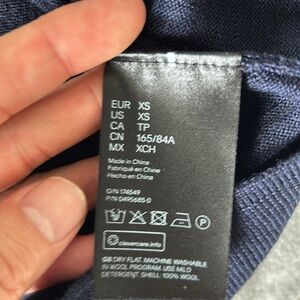 EUR XS
US XS
CA TP
CN 165/84A
MX XCH
Made in China
Fabriqué en Chine
Hecho en China
O/N 174549
P/N 0495685 0
P
clevercare.info
GB DRY FLAT. MACHINE WASHABLE
IN WOOL PROGRAM. USE MILD
DETERGENT. SHELL: 100% WOOL.